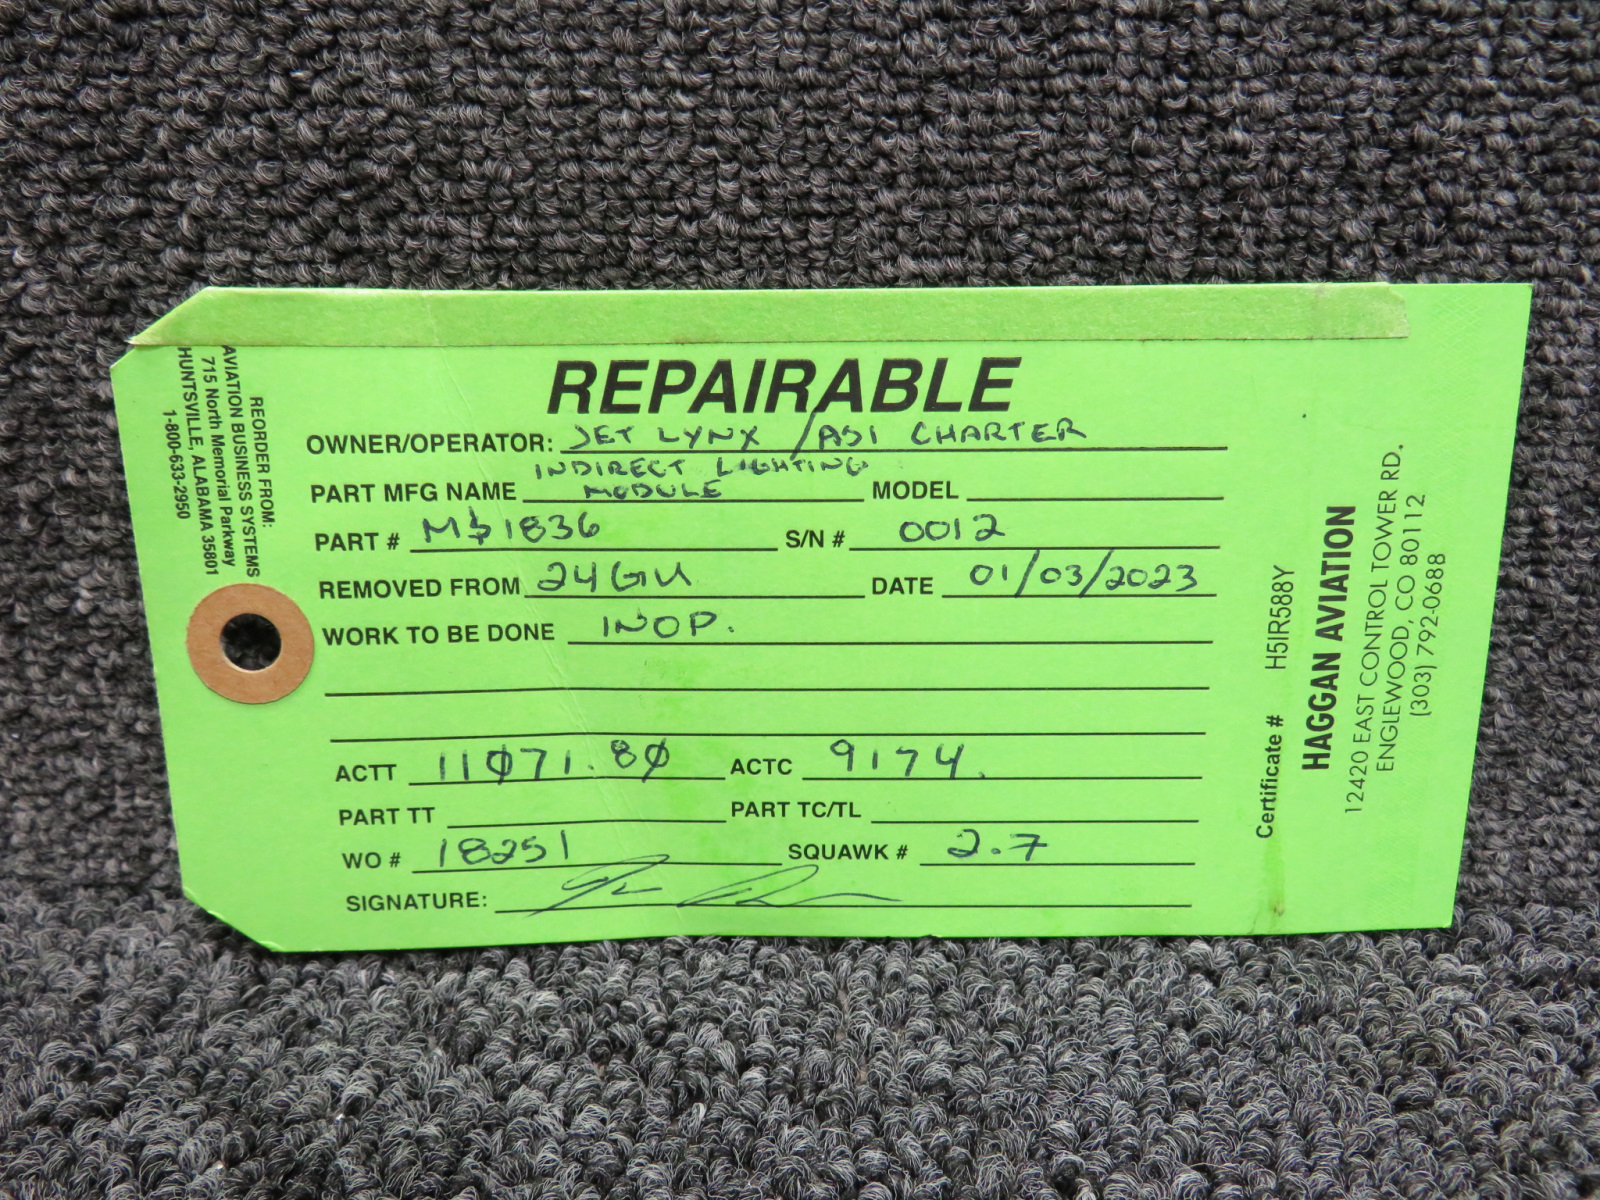 REORDER FROM:
AVIATION BUSINESS SYSTEMS
715 North Memorial Parkway
HUNTSVILLE, ALABAMA 35801
1-800-633-2950
REPAIRABLE
OWNER/OPERATOR: JET LYNX /ASI CHARTER
INDIRECT LIGHTING
PART MFG NAME MODULE MODEL
PART # M$1836 S/N # 0012
REMOVED FROM 24GU DATE 01/03/2023
WORK TO BE DONE INOP.
ACTT 11071.80 ACTC 9174.
PART TT PART TC/TL
WO # 18251 SQUAWK # 2.7
SIGNATURE:
Certificate # H5IR588Y
HAGGAN AVIATION
12420 EAST CONTROL TOWER RD.
ENGLEWOOD, CO 80112
(303) 792-0688